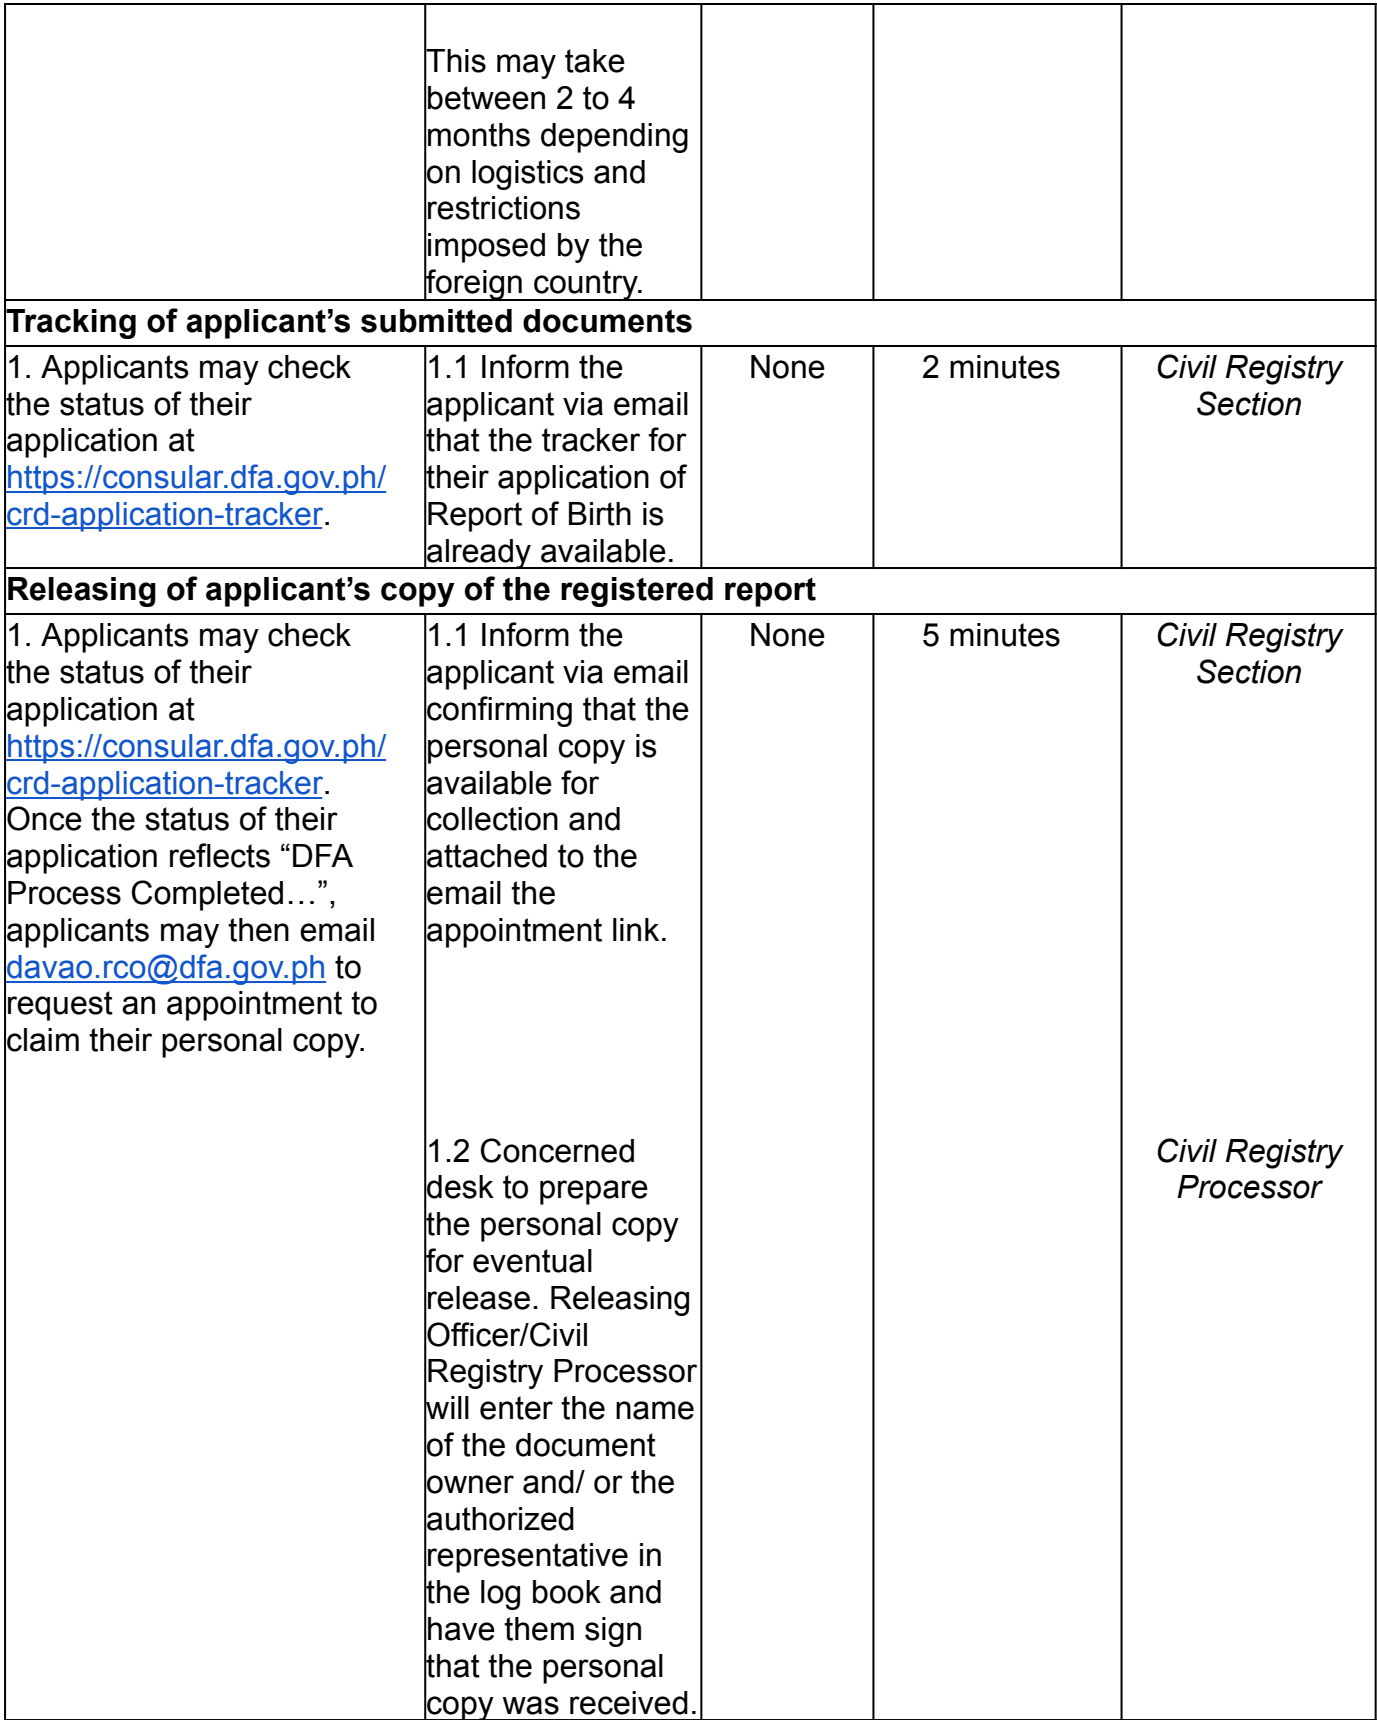 This may take
between 2 to 4
months depending
on logistics and
restrictions
imposed by the
foreign country.
Tracking of applicant’s submitted documents
1. Applicants may check
the status of their
application at
https://consular.dfa.gov.ph/
crd-application-tracker.
1.1 Inform the
applicant via email
that the tracker for
their application of
Report of Birth is
already available.
None
2 minutes
Civil Registry
Section
Releasing of applicant’s copy of the registered report
1. Applicants may check
the status of their
application at
https://consular.dfa.gov.ph/
crd-application-tracker.
Once the status of their
application reflects “DFA
Process Completed…”,
applicants may then email
davao.rco@dfa.gov.ph to
request an appointment to
claim their personal copy.
1.1 Inform the
applicant via email
confirming that the
personal copy is
available for
collection and
attached to the
email the
appointment link.
None
5 minutes
Civil Registry
Section
1.2 Concerned
desk to prepare
the personal copy
for eventual
release. Releasing
Officer/Civil
Registry Processor
will enter the name
of the document
owner and/ or the
authorized
representative in
the log book and
have them sign
that the personal
copy was received.
Civil Registry
Processor